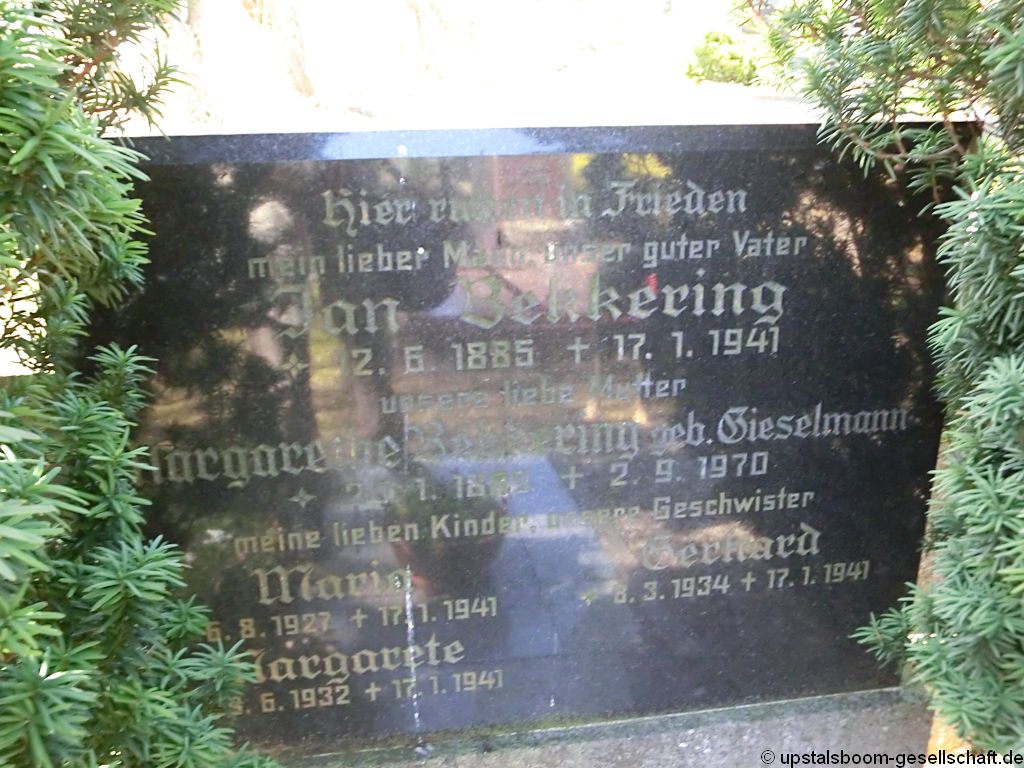 Hier ruhen in Frieden
mein lieber Mann, unser guter Vater
Jan Bekkering
* 12. 6. 1885 + 17. 1. 1941
unsere liebe Mutter
Margarethe Bekkering geb. Gieselmann
* 1. + 2. 9. 1970
meine lieben Kinder, unsere Geschwister
Maria Gerhard
6. 8. 1927 + 17. 1. 1941 * 8. 3. 1934 + 17. 1. 1941
Margarete
6. 1932 + 17. 1. 1941
© upstalsboom-gesellschaft.de